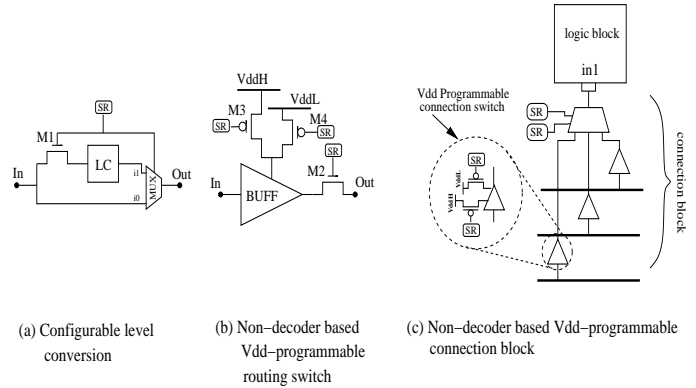 SR
M1
LC
In
i1
i0
MUX
Out
(a) Configurable level
conversion
VddH
VddL
M3
M4
SR
SR
SR
M2
In
BUFF
Out
(b) Non−decoder based
Vdd−programmable
routing switch
logic block
in1
Vdd Programmable
connection switch
SR
SR
SR
VddL
VddH
SR
connection block
(c) Non−decoder based Vdd−programmable
connection block